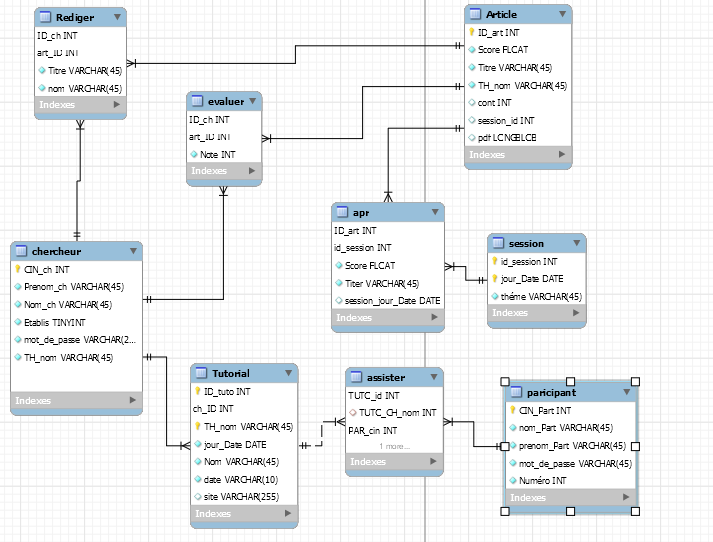 Rediger
ID_ch INT
art_ID INT
Titre VARCHAR(45)
nom VARCHAR(45)
Indexes
Article
ID_art INT
Score FLCAT
Titre VARCHAR(45)
TH_nom VARCHAR(45)
cont INT
session_id INT
pdf LCNGBLCB
Indexes
evaluer
ID_ch INT
art_ID INT
Note INT
Indexes
apr
ID_art INT
id_session INT
Score FLCAT
Titer VARCHAR(45)
session_jour_Date DATE
Indexes
session
id_session INT
jour_Date DATE
théme VARCHAR(45)
Indexes
chercheur
CIN_ch INT
Prenom_ch VARCHAR(45)
Nom_ch VARCHAR(45)
Etablis TINYINT
mot_de_passe VARCHAR(2...
TH_nom VARCHAR(45)
Indexes
Tutorial
ID_tuto INT
ch_ID INT
TH_nom VARCHAR(45)
jour_Date DATE
Nom VARCHAR(45)
date VARCHAR(10)
site VARCHAR(255)
Indexes
assister
TUTC_id INT
TUTC_CH_nom INT
PAR_cin INT
1 more...
Indexes
paricipant
CIN_Part INT
nom_Part VARCHAR(45)
prenom_Part VARCHAR(45)
mot_de_passe VARCHAR(45)
Numéro INT
Indexes